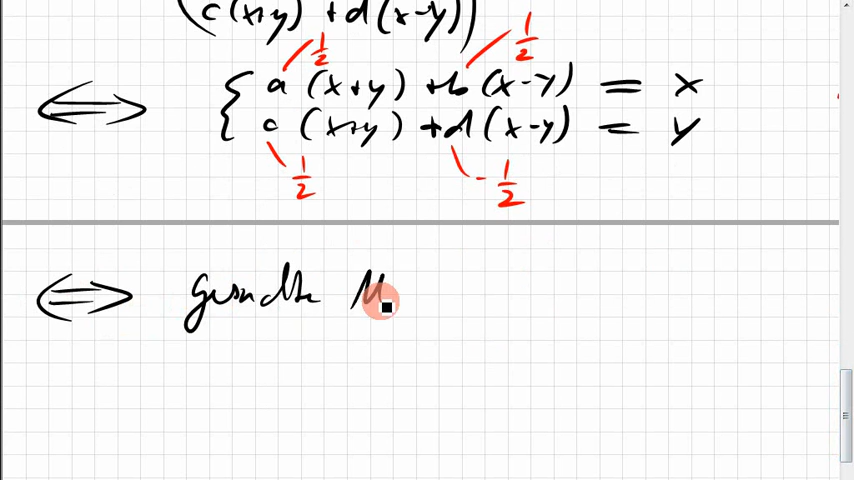 c(x+y) + d(x-y)
1/2 1/2
⟺ { a (x+y) + b (x-y) = x
c (x+y) + d (x-y) = y
1/2 -1/2
⟺ gesuchte M